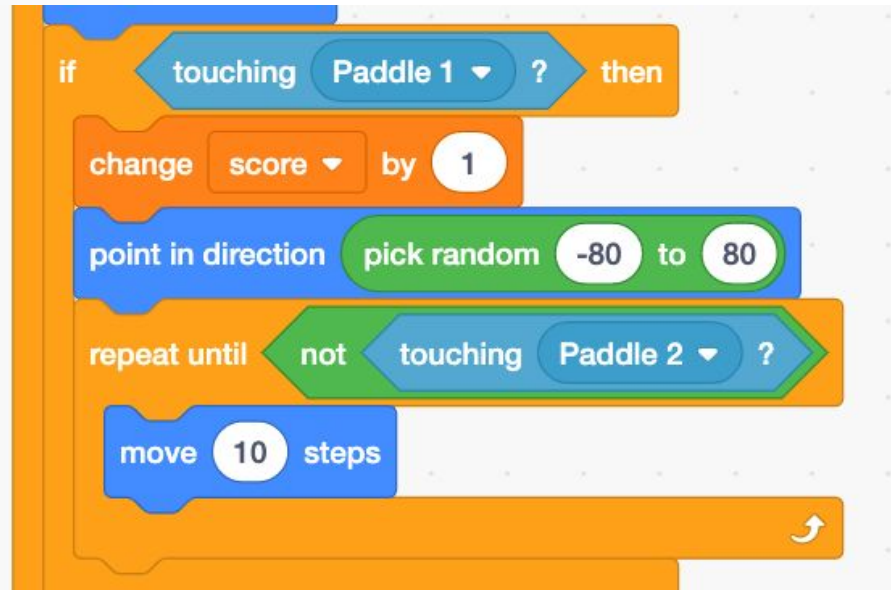 if touching Paddle 1 ? then
change score by 1
point in direction pick random -80 to 80
repeat until not touching Paddle 2 ?
move 10 steps